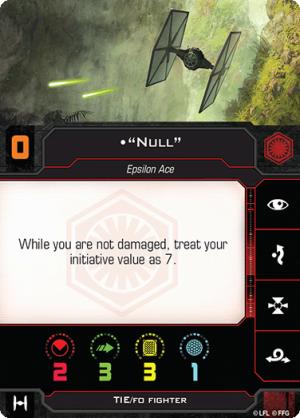 0
•"Null"
Epsilon Ace
While you are not damaged, treat your
initiative value as 7.
2 3 3 1
TIE/FO FIGHTER
©LFL ©FFG